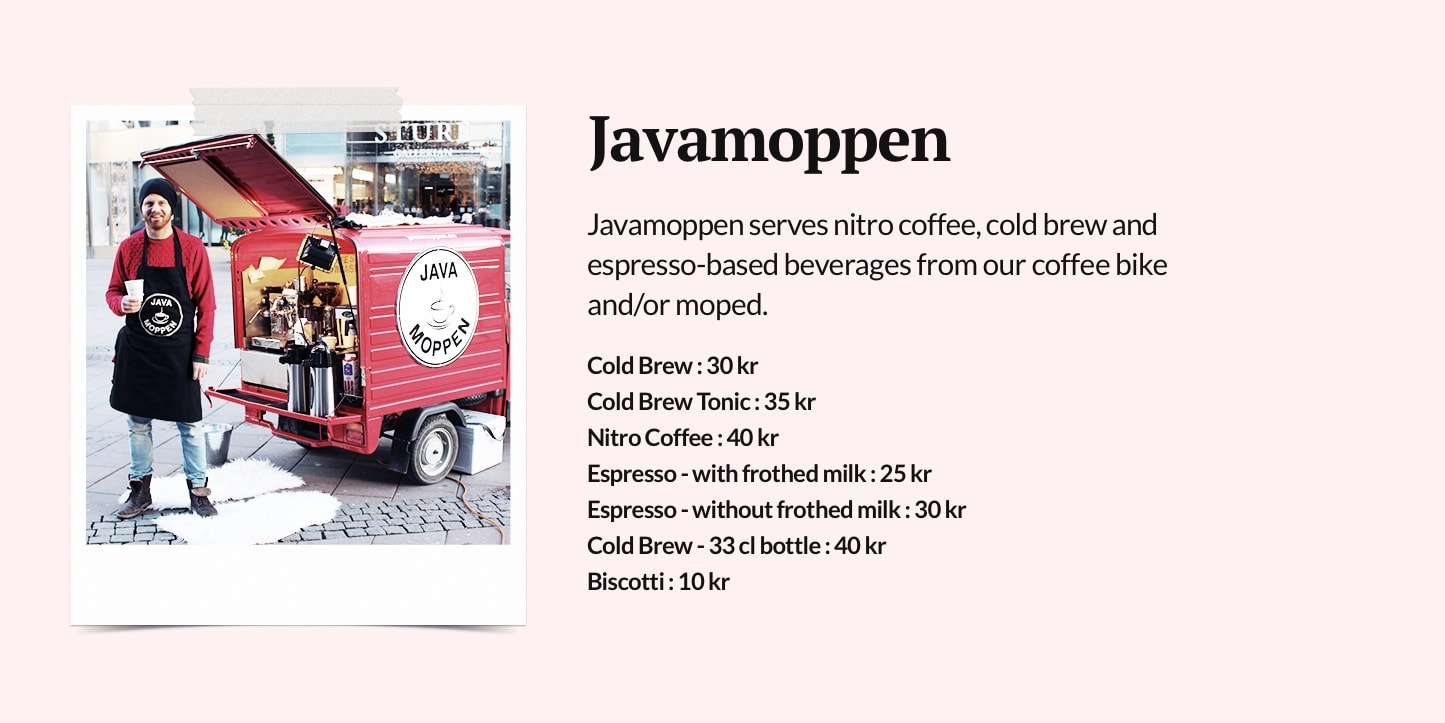 Javamoppen
Javamoppen serves nitro coffee, cold brew and
espresso-based beverages from our coffee bike
and/or moped.
Cold Brew : 30 kr
Cold Brew Tonic : 35 kr
Nitro Coffee : 40 kr
Espresso - with frothed milk : 25 kr
Espresso - without frothed milk : 30 kr
Cold Brew - 33 cl bottle : 40 kr
Biscotti : 10 kr
JAVA
MOPPEN
JAVA
MOPPEN